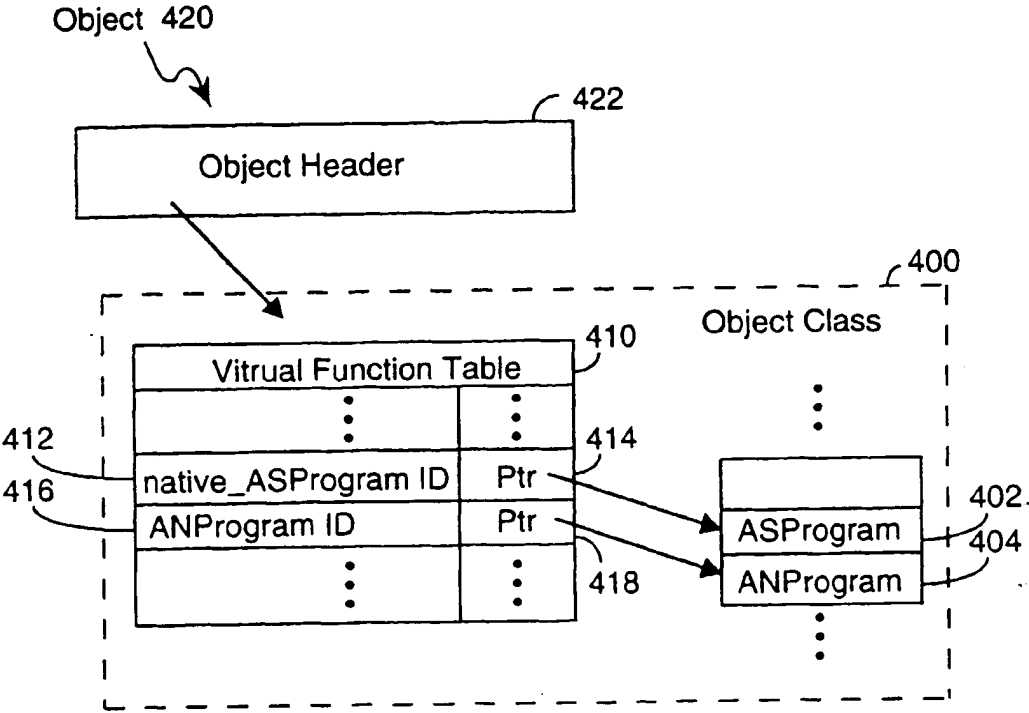 Object 420
422
Object Header
400
Object Class
410
Vitrual Function Table
412
414
native_ASProgram ID Ptr
416
ANProgram ID Ptr
402
ASProgram
404
ANProgram
418